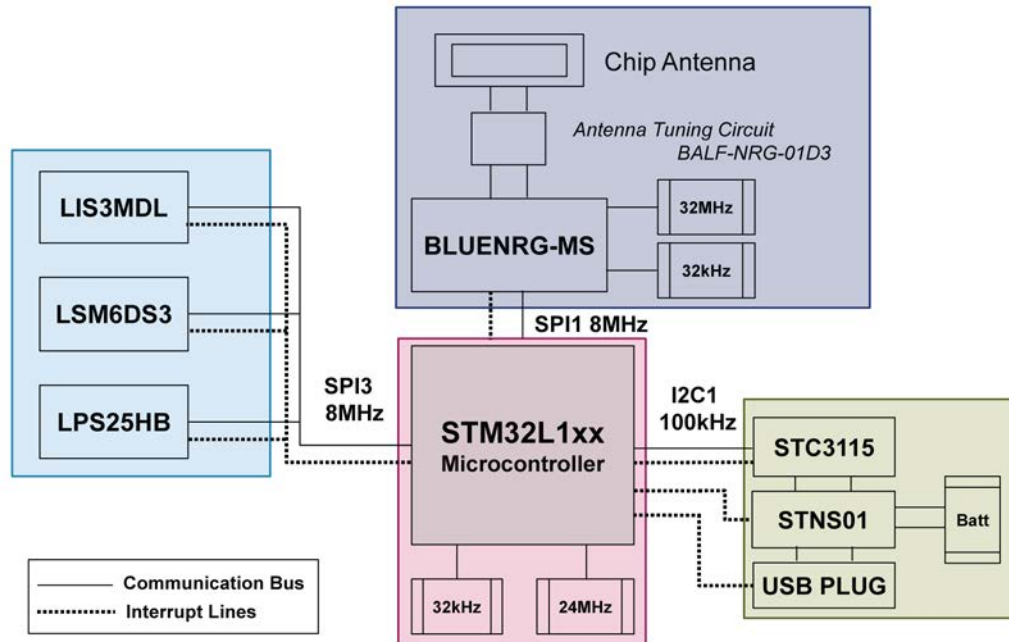 Chip Antenna
Antenna Tuning Circuit
BALF-NRG-01D3
32MHz
BLUENRG-MS
32kHz
SPI1 8MHz
LIS3MDL
LSM6DS3
LPS25HB
SPI3
8MHz
STM32L1xx
Microcontroller
I2C1
100kHz
STC3115
STNS01
Batt
USB PLUG
32kHz
24MHz
Communication Bus
Interrupt Lines